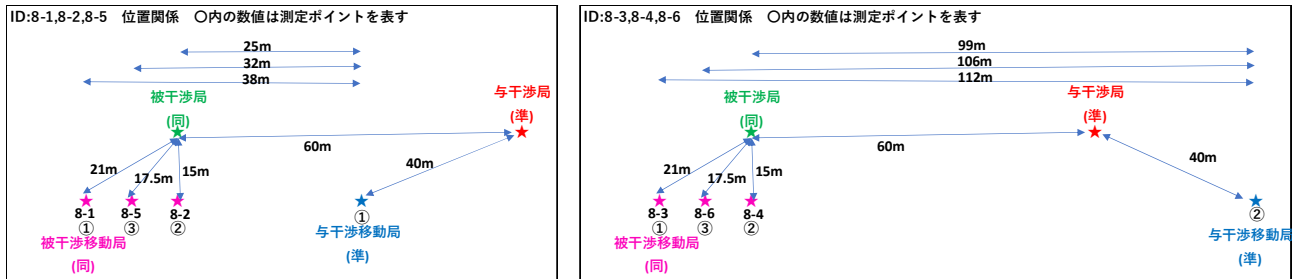 ID:8-1,8-2,8-5　位置関係　〇内の数値は測定ポイントを表す
25m
32m
38m
被干渉局
(同)
与干渉局
(準)
60m
40m
21m
17.5m
15m
8-1
8-5
8-2
①
③
②
①
被干渉移動局
(同)
与干渉移動局
(準)
ID:8-3,8-4,8-6　位置関係　〇内の数値は測定ポイントを表す
99m
106m
112m
被干渉局
(同)
与干渉局
(準)
60m
40m
21m
17.5m
15m
8-3
8-6
8-4
①
③
②
②
被干渉移動局
(同)
与干渉移動局
(準)